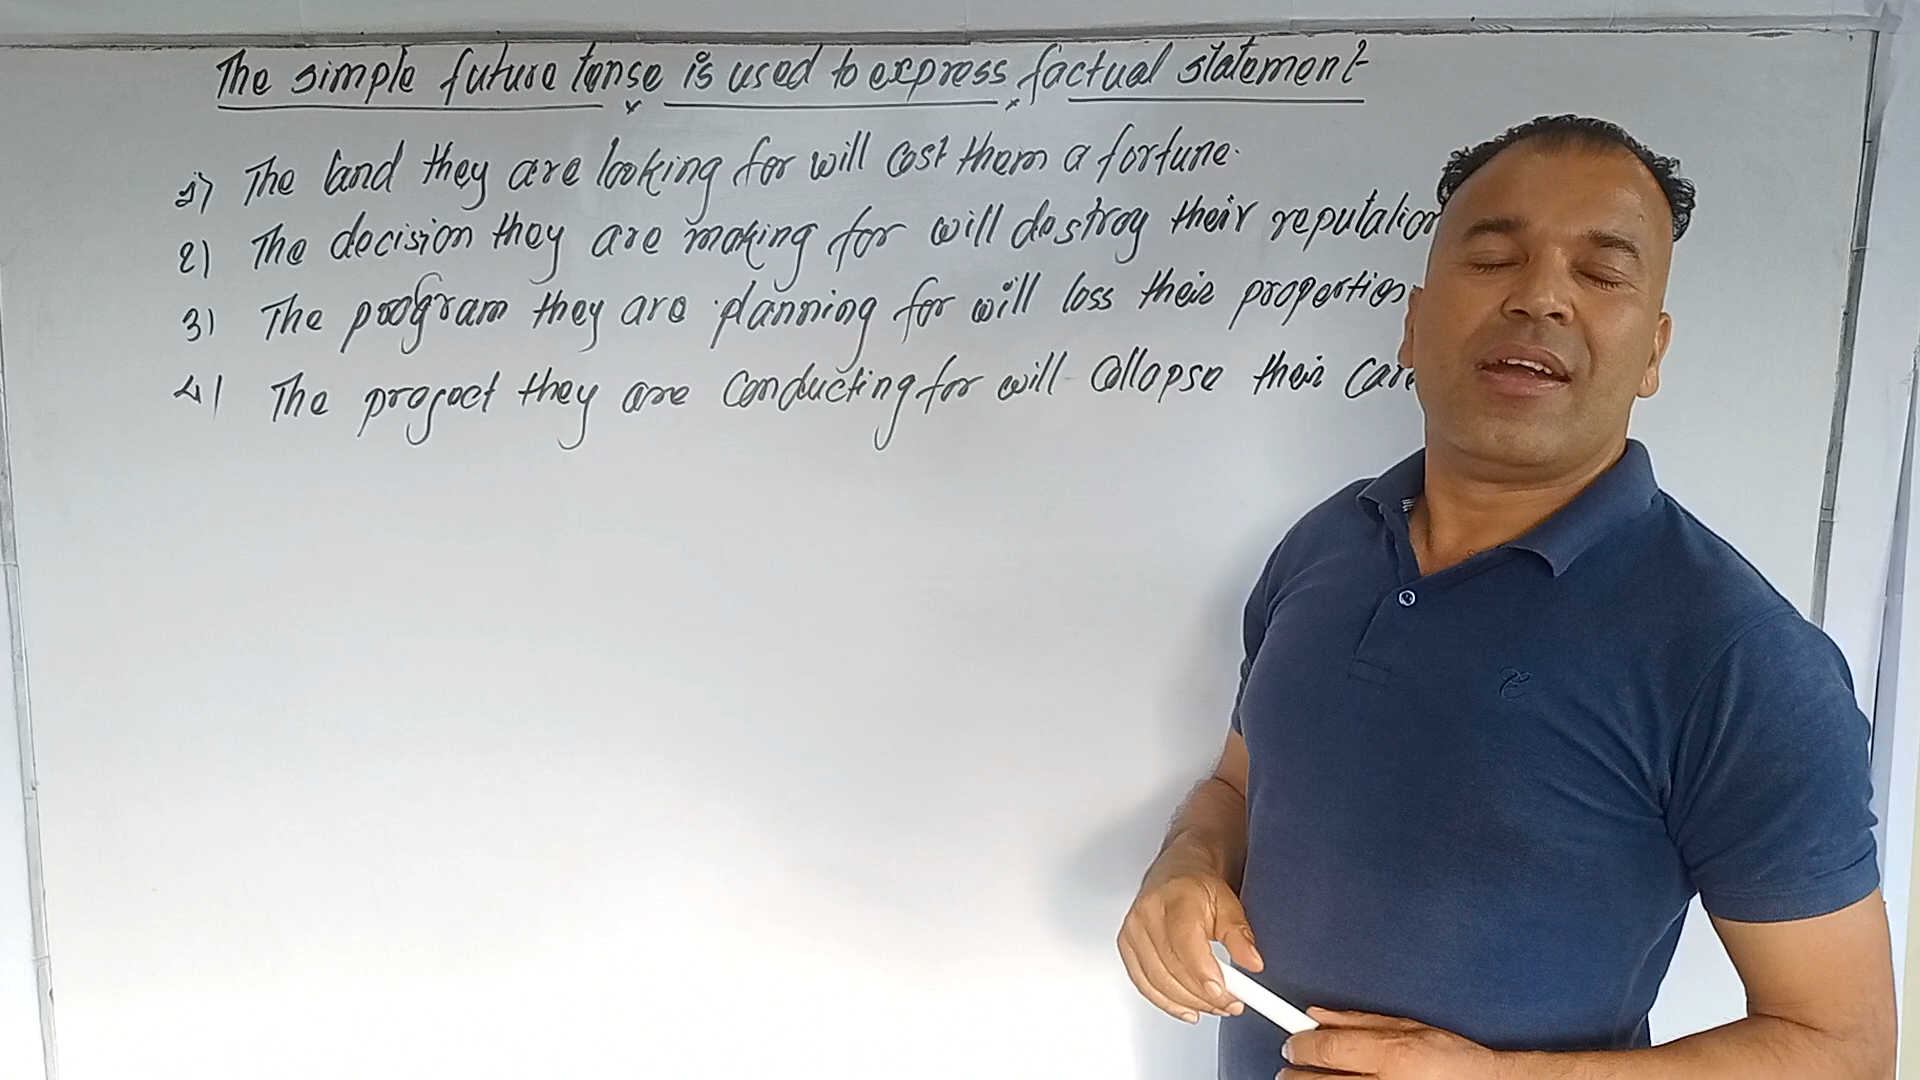 The simple future tense is used to express factual statement
1) The land they are looking for will cost them a fortune.
2) The decision they are making for will destroy their reputation
3) The program they are planning for will loss their properties
4) The project they are conducting for will collapse their